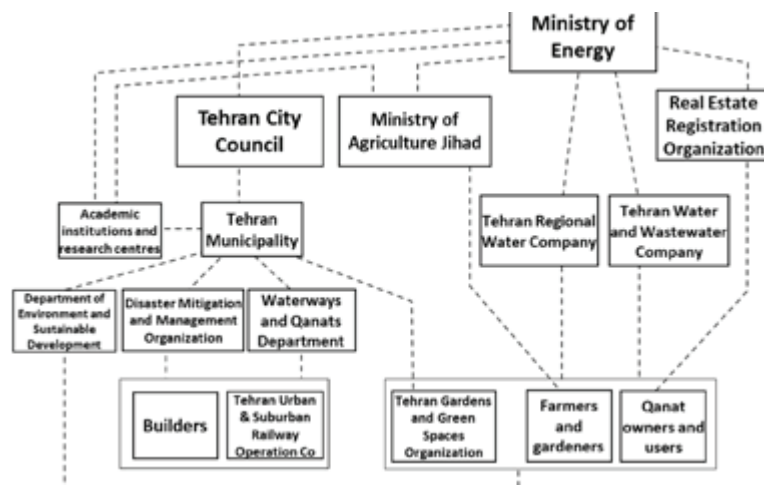 Ministry of
Energy
Tehran City
Council
Ministry of
Agriculture Jihad
Real Estate
Registration
Organization
Academic
institutions and
research centres
Tehran
Municipality
Tehran Regional
Water Company
Tehran Water
and Wastewater
Company
Department of
Environment and
Sustainable
Development
Disaster Mitigation
and Management
Organization
Waterways
and Qanats
Department
Builders
Tehran Urban
& Suburban
Railway
Operation Co
Tehran Gardens
and Green
Spaces
Organization
Farmers
and
gardeners
Qanat
owners and
users